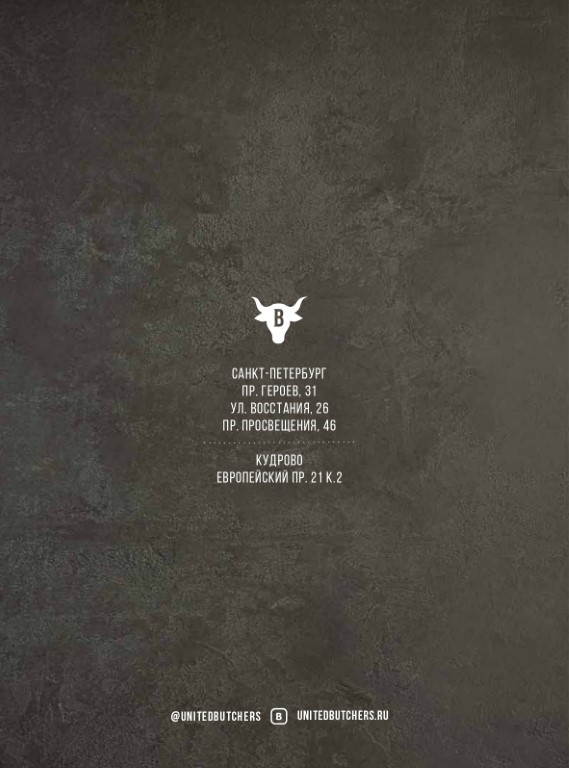 B
САНКТ-ПЕТЕРБУРГ
ПР. ГЕРОЕВ, 31
УЛ. ВОССТАНИЯ, 26
ПР. ПРОСВЕЩЕНИЯ, 46
КУДРОВО
ЕВРОПЕЙСКИЙ ПР. 21 К.2
@UNITEDBUTCHERS B UNITEDBUTCHERS.RU